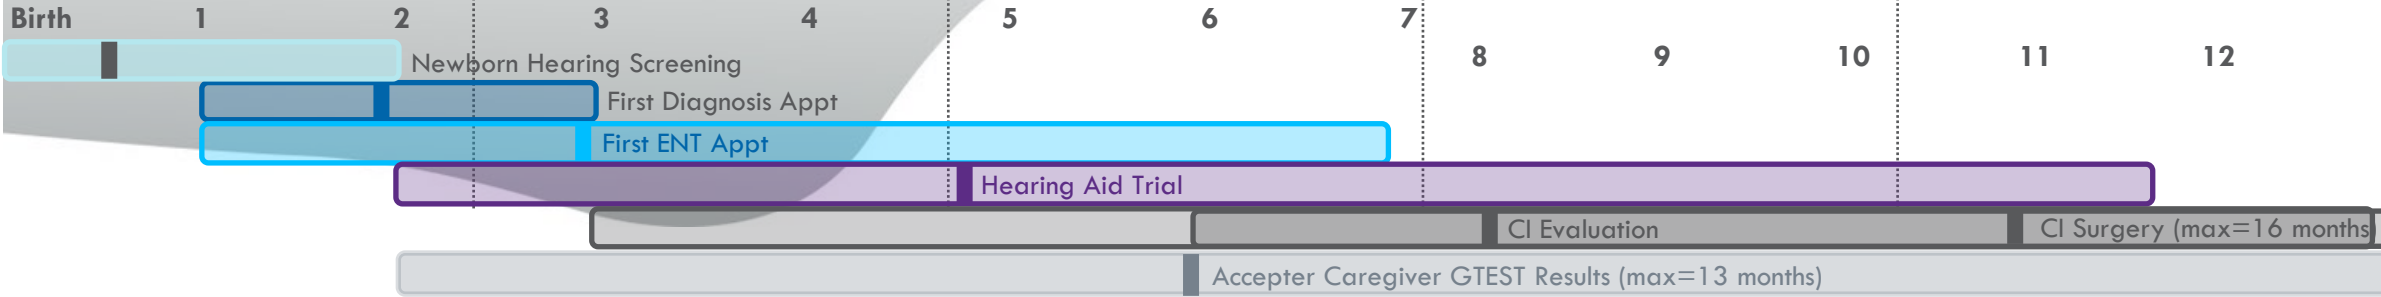 Birth 1 2 3 4 5 6 7
8 9 10 11 12
Newborn Hearing Screening
First Diagnosis Appt
First ENT Appt
Hearing Aid Trial
CI Evaluation
CI Surgery (max=16 months)
Accepter Caregiver GTEST Results (max=13 months)